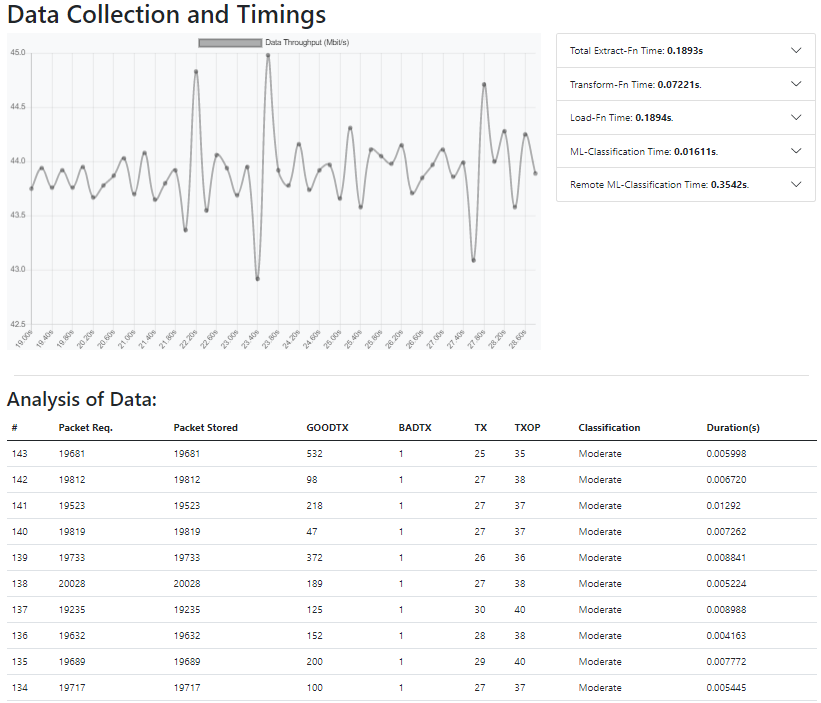 Data Collection and Timings
Data Throughput (Mbit/s)
45.0
44.5
44.0
43.5
43.0
42.5
19.00s 19.40s 19.80s 20.20s 20.60s 21.00s 21.40s 21.80s 22.20s 22.60s 23.00s 23.40s 23.80s 24.20s 24.60s 25.00s 25.40s 25.80s 26.20s 26.60s 27.00s 27.40s 27.80s 28.20s 28.60s
Total Extract-Fn Time: 0.1893s
Transform-Fn Time: 0.07221s.
Load-Fn Time: 0.1894s.
ML-Classification Time: 0.01611s.
Remote ML-Classification Time: 0.3542s.
Analysis of Data:
# Packet Req. Packet Stored GOODTX BADTX TX TXOP Classification Duration(s)
143 19681 19681 532 1 25 35 Moderate 0.005998
142 19812 19812 98 1 27 38 Moderate 0.006720
141 19523 19523 218 1 27 37 Moderate 0.01292
140 19819 19819 47 1 27 37 Moderate 0.007262
139 19733 19733 372 1 26 36 Moderate 0.008841
138 20028 20028 189 1 27 38 Moderate 0.005224
137 19235 19235 125 1 30 40 Moderate 0.008988
136 19632 19632 152 1 28 38 Moderate 0.004163
135 19689 19689 200 1 29 40 Moderate 0.007772
134 19717 19717 100 1 27 37 Moderate 0.005445